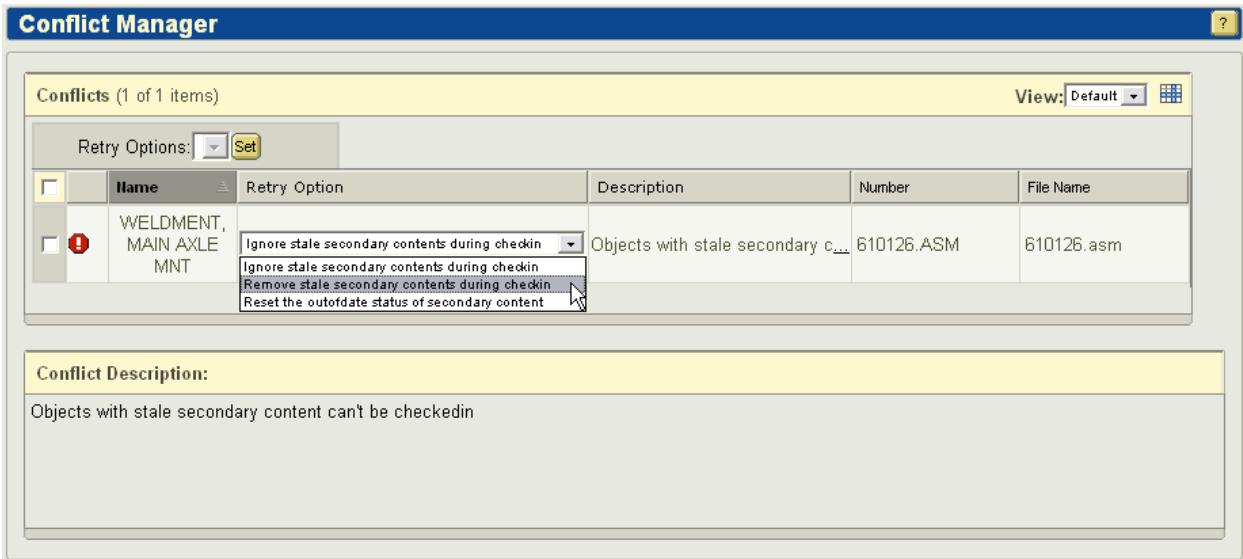 Conflict Manager
?
Conflicts (1 of 1 items)
View: Default
Retry Options: Set
Name Retry Option Description Number File Name
WELDMENT,
MAIN AXLE
MNT
Ignore stale secondary contents during checkin
Objects with stale secondary c... 610126.ASM 610126.asm
Ignore stale secondary contents during checkin
Remove stale secondary contents during checkin
Reset the outofdate status of secondary content
Conflict Description:
Objects with stale secondary content can't be checkedin